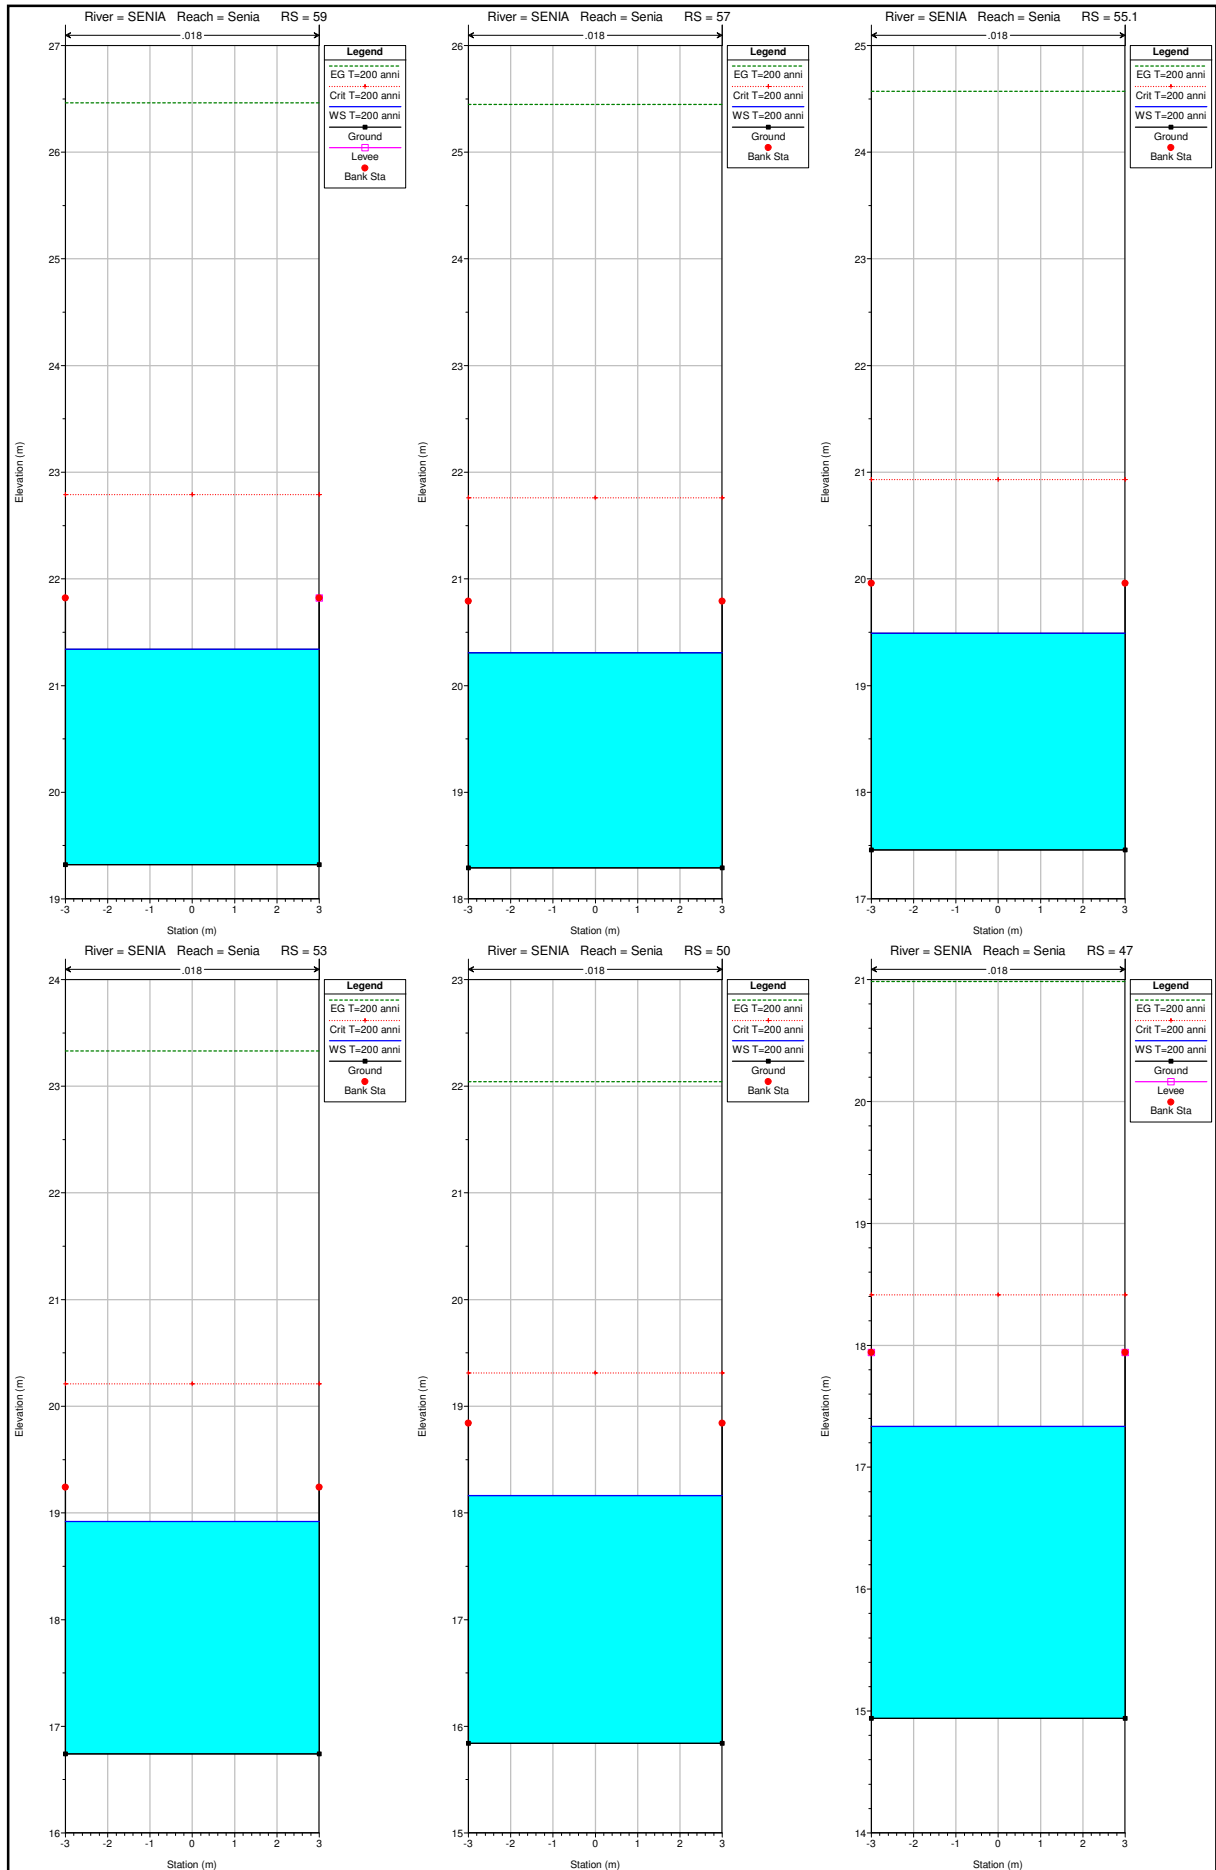 River = SENIA   Reach = Senia   RS = 59
.018
27
26
25
24
23
22
21
20
19
-3
-2
-1
0
1
2
3
Elevation (m)
Station (m)
Legend
EG T=200 anni
Crit T=200 anni
WS T=200 anni
Ground
Levee
Bank Sta
River = SENIA   Reach = Senia   RS = 57
.018
26
25
24
23
22
21
20
19
18
-3
-2
-1
0
1
2
3
Elevation (m)
Station (m)
Legend
EG T=200 anni
Crit T=200 anni
WS T=200 anni
Ground
Bank Sta
River = SENIA   Reach = Senia   RS = 55.1
.018
25
24
23
22
21
20
19
18
17
-3
-2
-1
0
1
2
3
Elevation (m)
Station (m)
Legend
EG T=200 anni
Crit T=200 anni
WS T=200 anni
Ground
Bank Sta
River = SENIA   Reach = Senia   RS = 53
.018
24
23
22
21
20
19
18
17
16
-3
-2
-1
0
1
2
3
Elevation (m)
Station (m)
Legend
EG T=200 anni
Crit T=200 anni
WS T=200 anni
Ground
Bank Sta
River = SENIA   Reach = Senia   RS = 50
.018
23
22
21
20
19
18
17
16
15
-3
-2
-1
0
1
2
3
Elevation (m)
Station (m)
Legend
EG T=200 anni
Crit T=200 anni
WS T=200 anni
Ground
Bank Sta
River = SENIA   Reach = Senia   RS = 47
.018
21
20
19
18
17
16
15
14
-3
-2
-1
0
1
2
3
Elevation (m)
Station (m)
Legend
EG T=200 anni
Crit T=200 anni
WS T=200 anni
Ground
Levee
Bank Sta